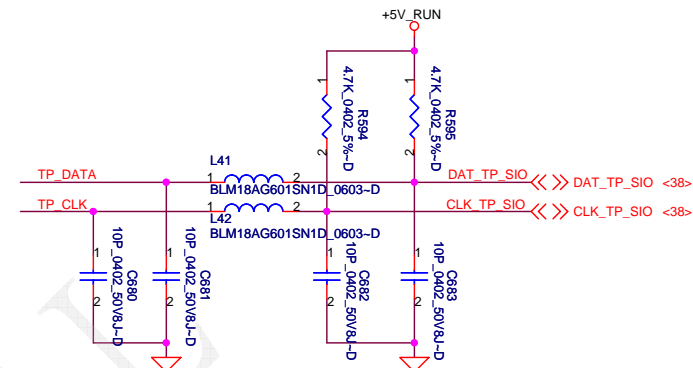 +5V_RUN
1
4.7K_0402_5%~D
R594
2
1
4.7K_0402_5%~D
R595
2
TP_DATA
L41
1
2
BLM18AG601SN1D_0603~D
DAT_TP_SIO
DAT_TP_SIO <38>
TP_CLK
1
2
L42
BLM18AG601SN1D_0603~D
CLK_TP_SIO
CLK_TP_SIO <38>
1
10P_0402_50V8J~D
C680
2
1
10P_0402_50V8J~D
C681
2
1
10P_0402_50V8J~D
C682
2
1
10P_0402_50V8J~D
C683
2